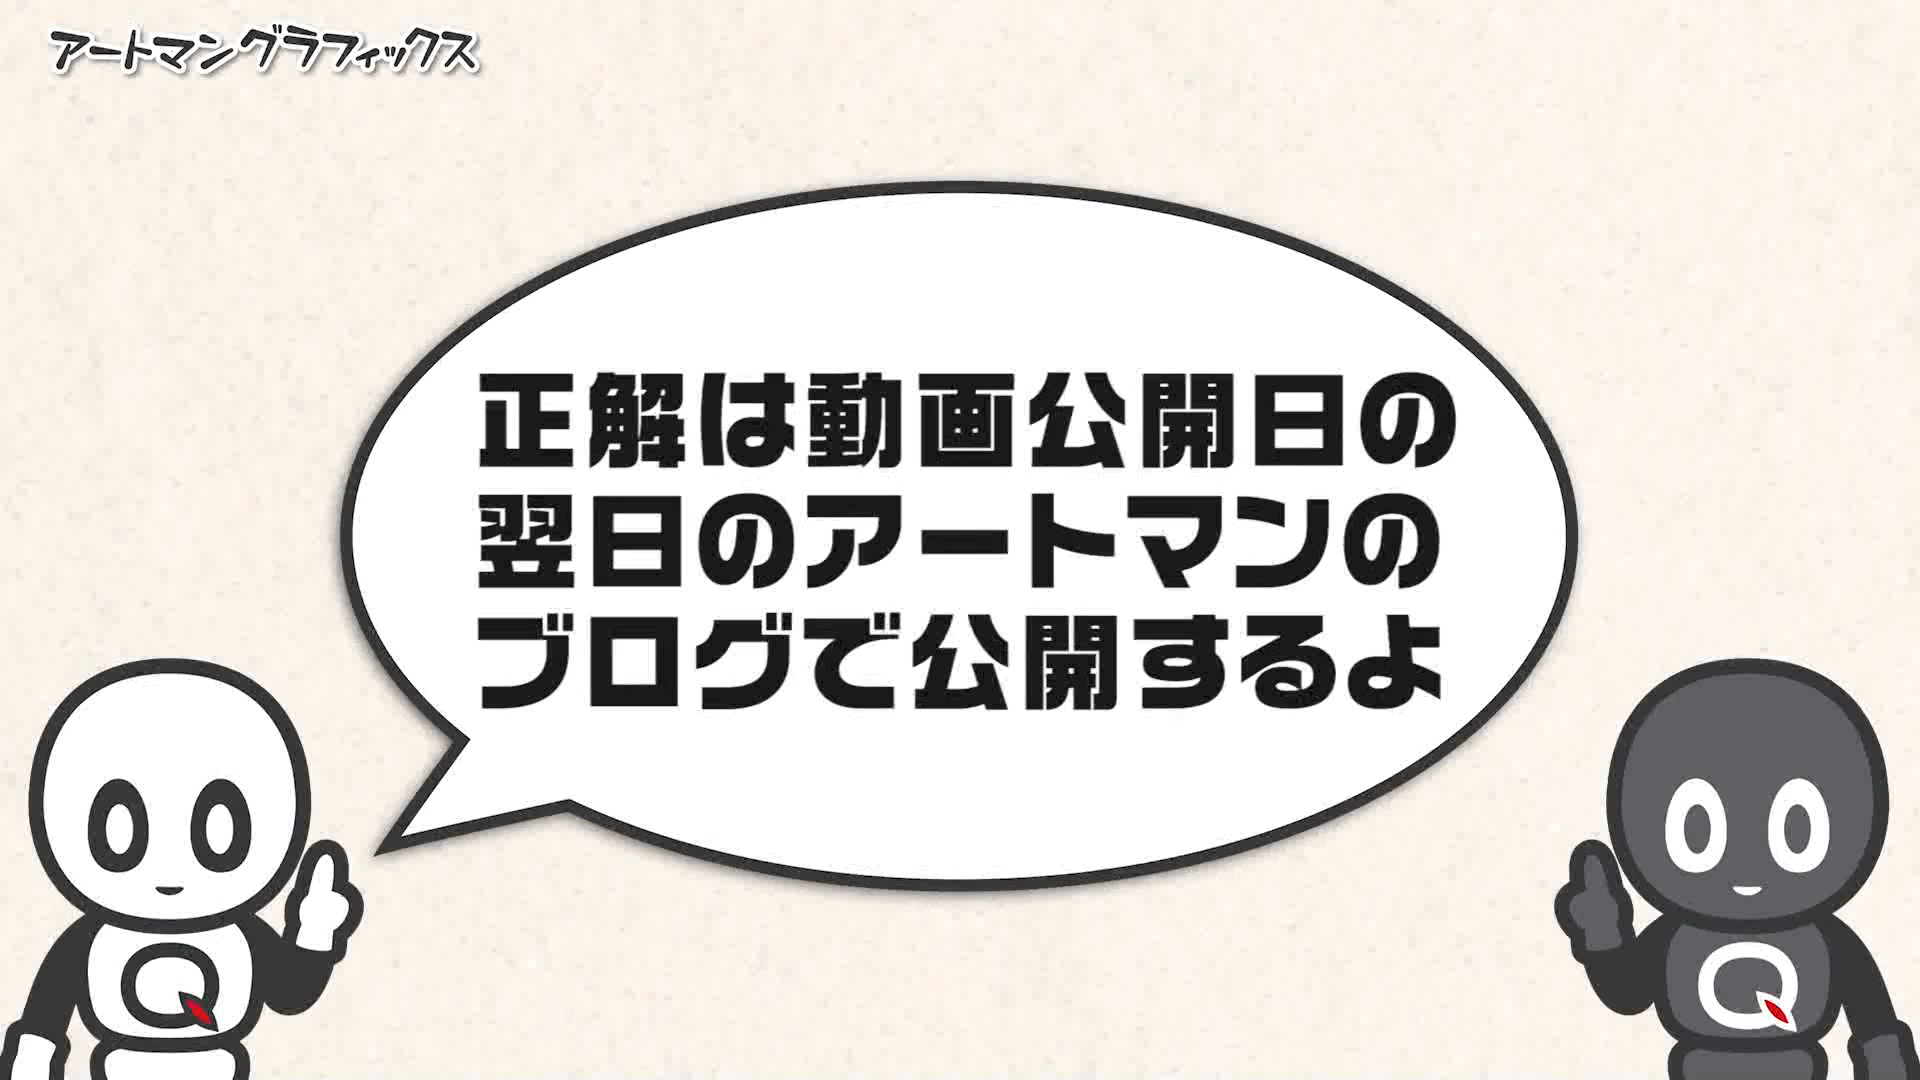 アートマングラフィックス
正解は動画公開日の
翌日のアートマンの
ブログで公開するよ
Q
Q